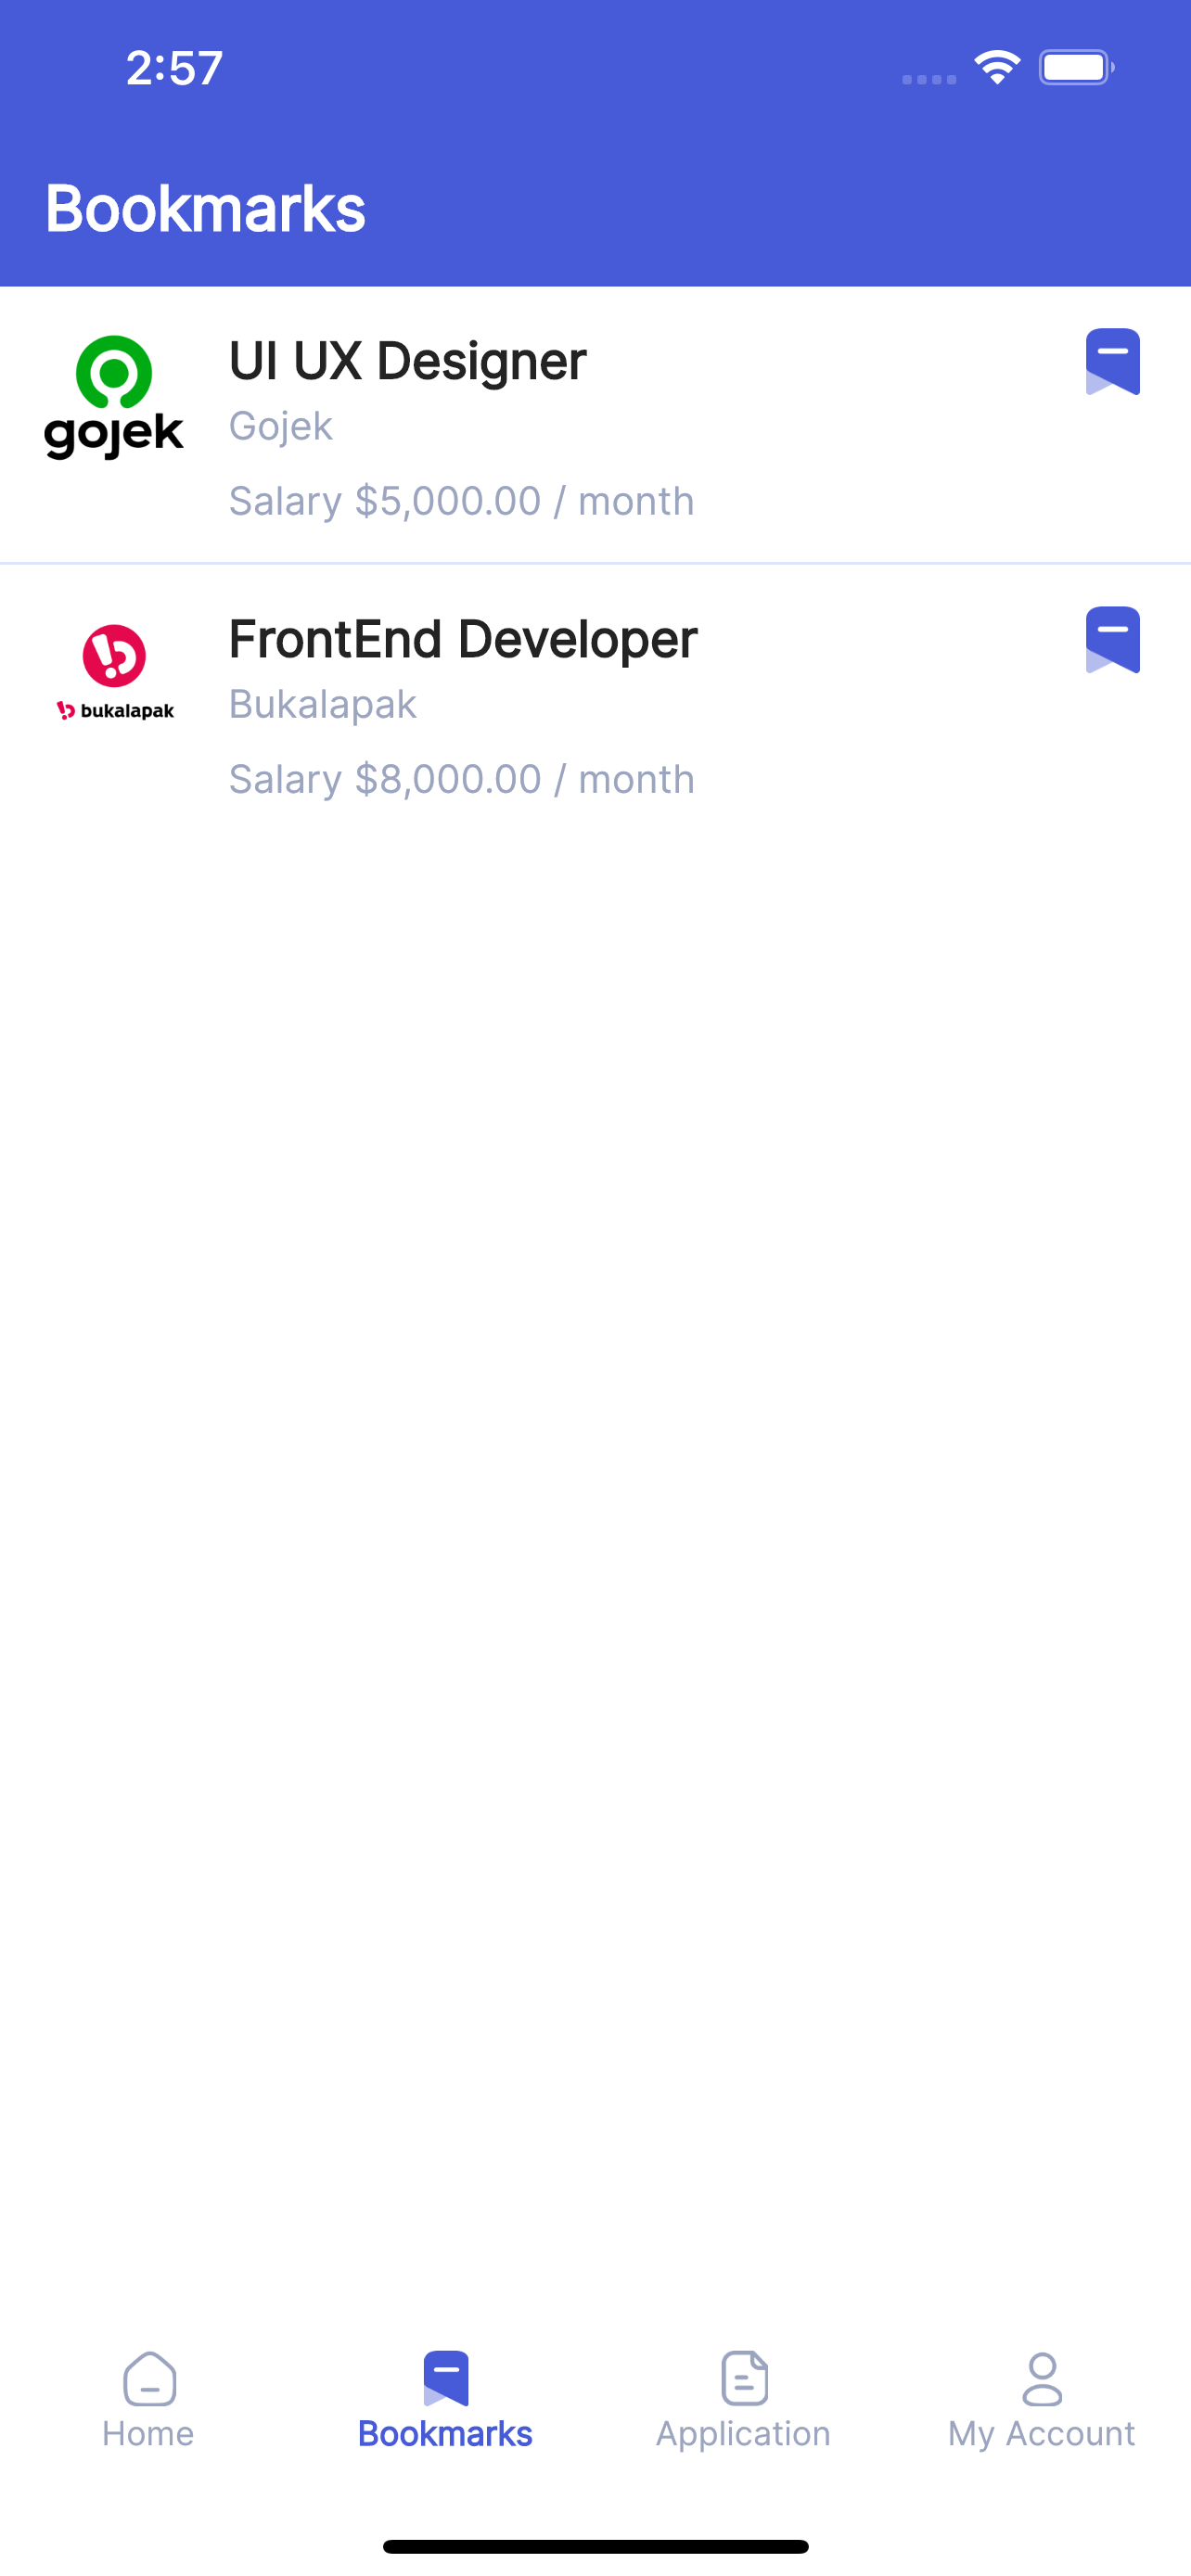 2:57
Bookmarks
gojek
UI UX Designer
Gojek
Salary $5,000.00 / month
bukalapak
FrontEnd Developer
Bukalapak
Salary $8,000.00 / month
Home
Bookmarks
Application
My Account